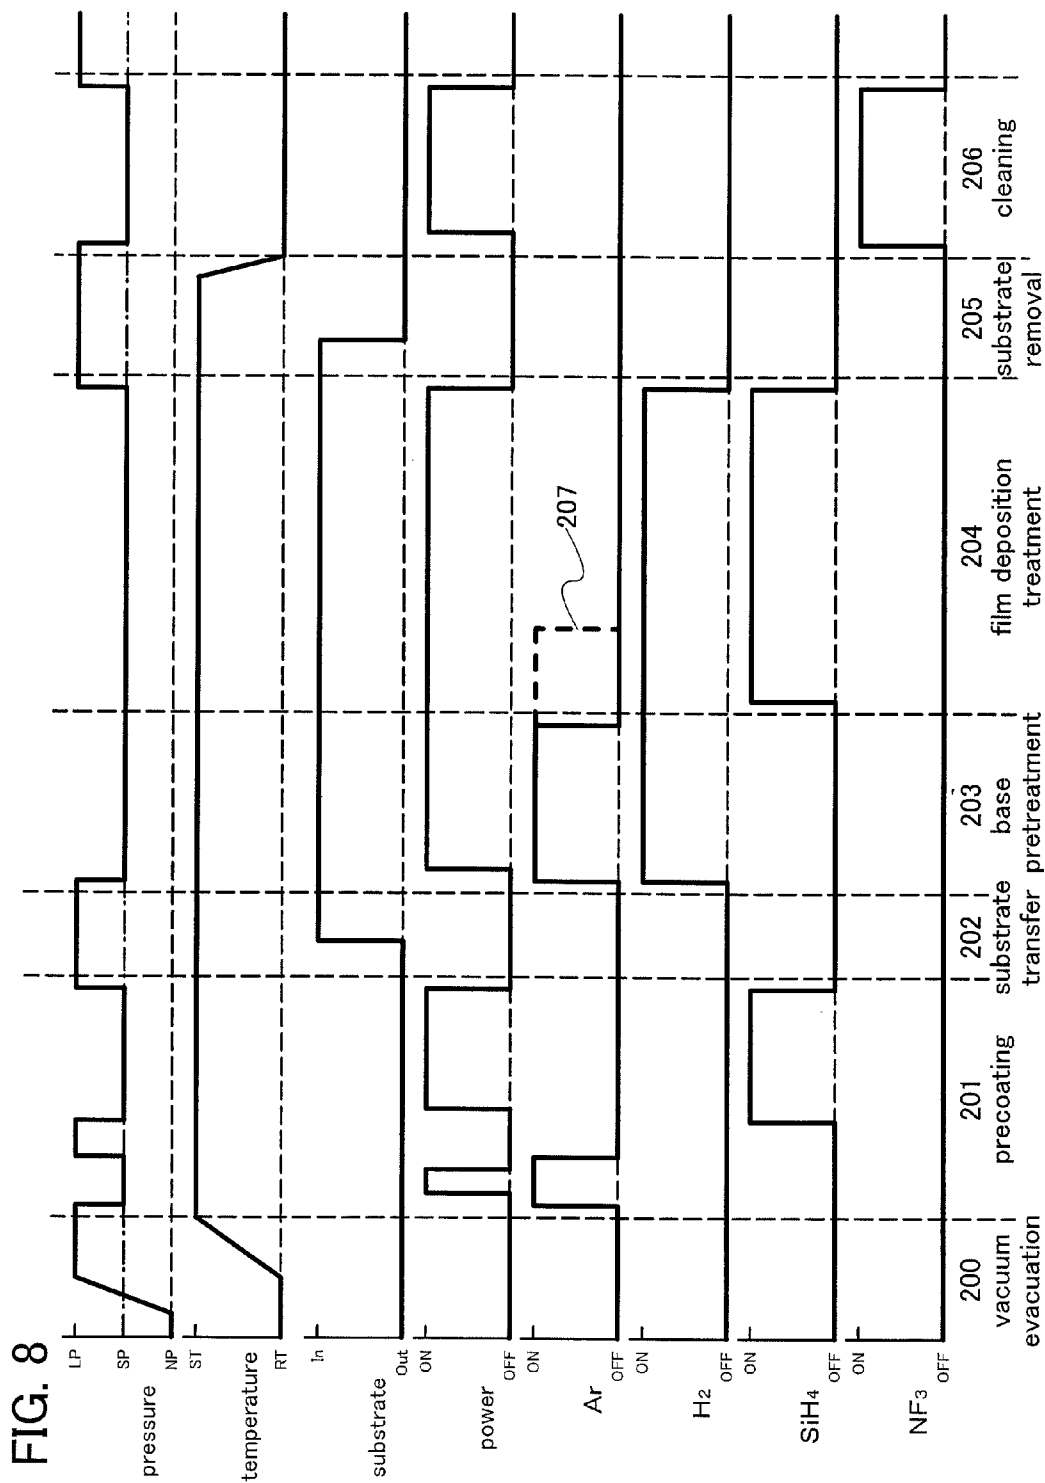 FIG. 8
LP
SP
NP
pressure
ST
RT
temperature
In
Out
substrate
ON
OFF
power
ON
OFF
Ar
ON
OFF
H2
ON
OFF
SiH4
ON
OFF
NF3
207
200
vacuum
evacuation
201
precoating
202
substrate
transfer
203
base
pretreatment
204
film deposition
treatment
205
substrate
removal
206
cleaning